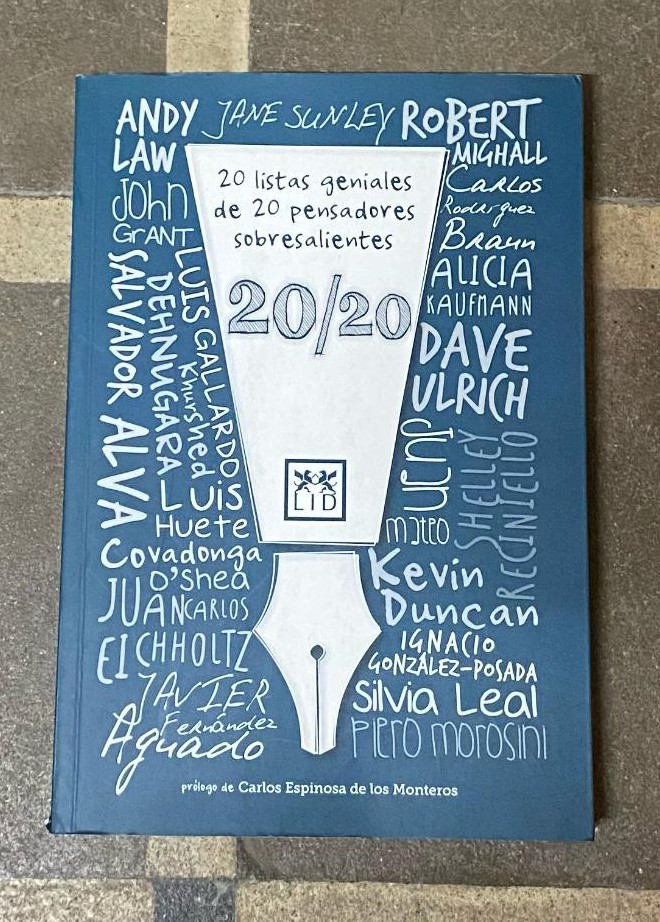 ANDY
LAW
JANE SUNLEY
ROBERT
MIGHALL
John
GrANT
Carlos
Rodríguez
Braun
20 listas geniales
de 20 pensadores
sobresalientes
20/20
ALICIA
KAUFMANN
DAVE
ULRICH
SALVADOR ALVA
LUIS GALLARDO
Khurshed
DEHNUGARA
Luis
Huete
Juan
mateo
SHELLEY
RECINIELLO
LID
Covadonga
O'Shea
JUAN CARLOS
EICHHOLTZ
Kevin
Duncan
IGNACIO
GONZÁLEZ-POSADA
JAVIER
Fernández
Aguado
Silvia Leal
Piero morosini
prólogo de Carlos Espinosa de los Monteros